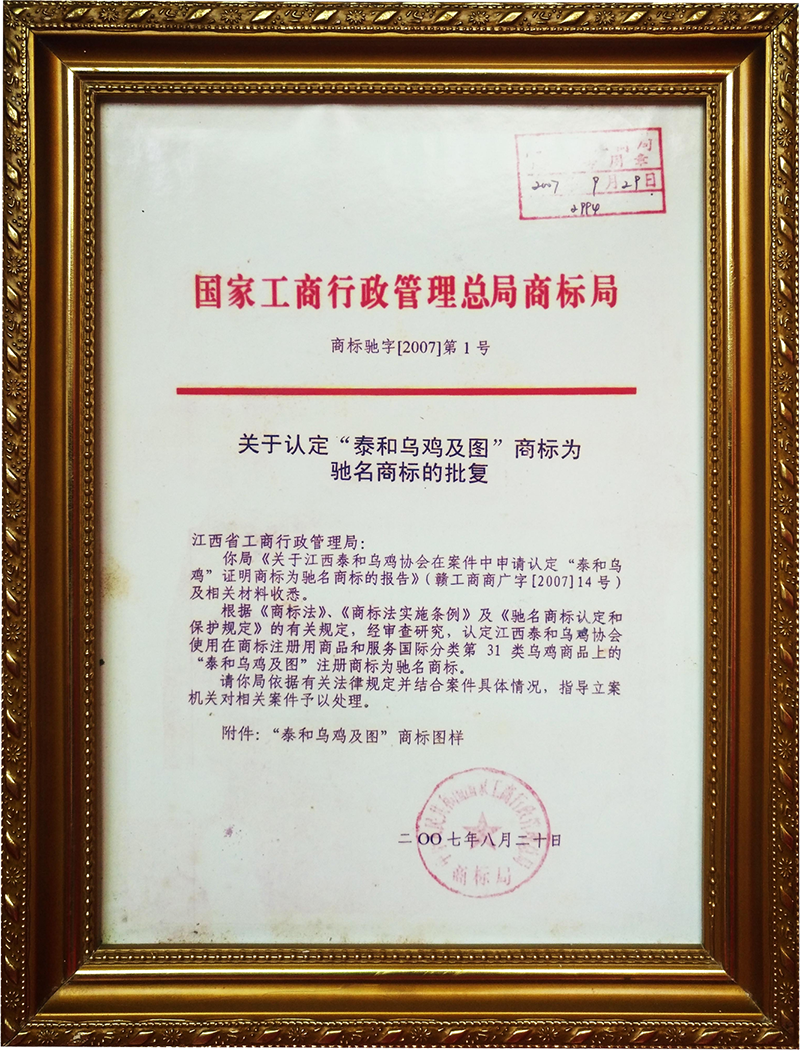 局
用章
2007 9月29日
2994
国家工商行政管理总局商标局
商标驰字[2007]第1号
关于认定“泰和乌鸡及图”商标为
驰名商标的批复
江西省工商行政管理局：
你局《关于江西泰和乌鸡协会在案件中申请认定“泰和乌
鸡”证明商标为驰名商标的报告》（赣工商商广字[2007]14号）
及相关材料收悉。
根据《商标法》、《商标法实施条例》及《驰名商标认定和
保护规定》的有关规定，经审查研究，认定江西泰和乌鸡协会
使用在商标注册用商品和服务国际分类第 31 类乌鸡商品上的
“泰和乌鸡及图”注册商标为驰名商标。
请你局依据有关法律规定并结合案件具体情况，指导立案
机关对相关案件予以处理。
附件：“泰和乌鸡及图”商标图样
二〇〇七年八月二十日
商标局